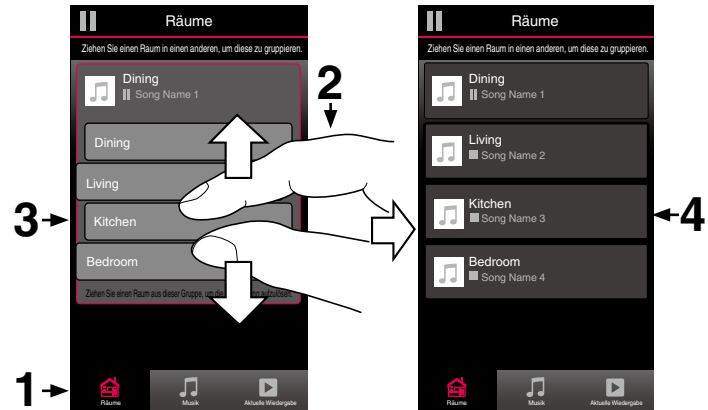 Räume
Ziehen Sie einen Raum in einen anderen, um diese zu gruppieren.
Dining
Song Name 1
Dining
Living
Kitchen
Bedroom
Ziehen Sie einen Raum aus dieser Gruppe, um die ng aufzulösen.
Räume
Musik
Aktuelle Wiedergabe
2
3
1
Räume
Ziehen Sie einen Raum in einen anderen, um diese zu gruppieren.
Dining
Song Name 1
Living
Song Name 2
Kitchen
Song Name 3
Bedroom
Song Name 4
Räume
Musik
Aktuelle Wiedergabe
4